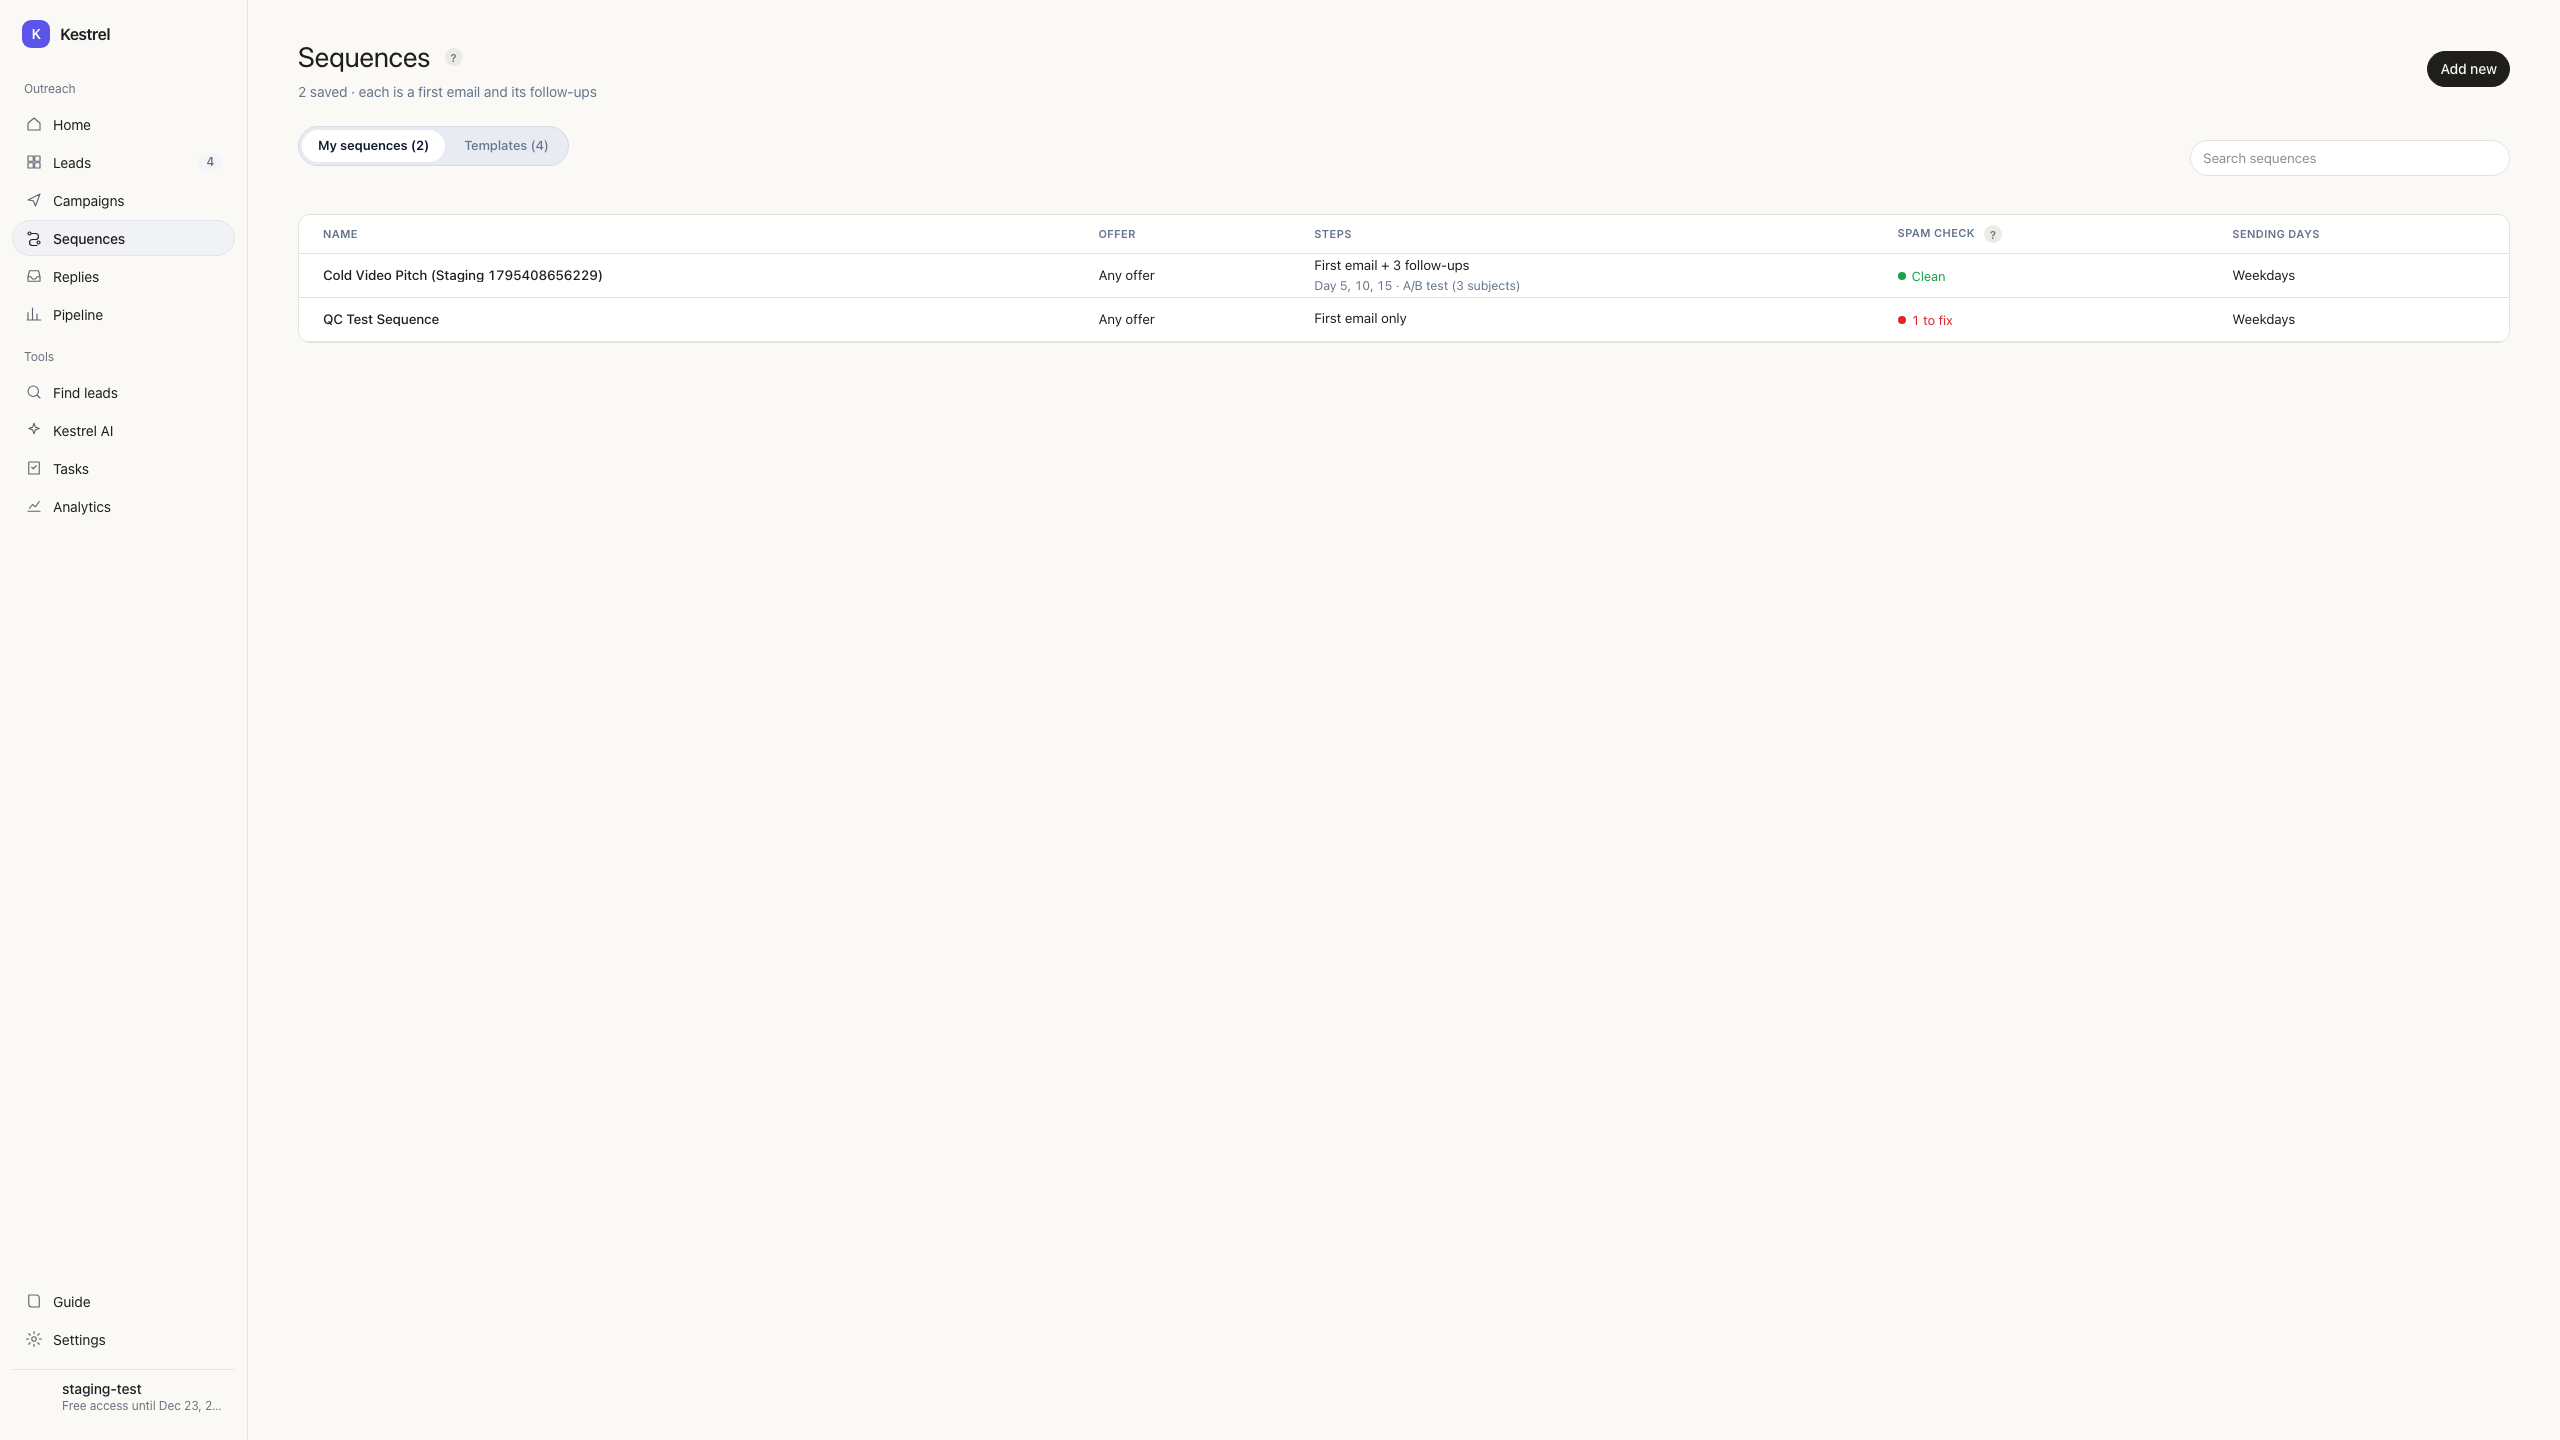 K Kestrel
Outreach
Home
Leads 4
Campaigns
Sequences
Replies
Pipeline
Tools
Find leads
Kestrel AI
Tasks
Analytics
Guide
Settings
staging-test
Free access until Dec 23, 2...
Sequences ?
2 saved · each is a first email and its follow-ups
Add new
My sequences (2) Templates (4)
Search sequences
NAME OFFER STEPS SPAM CHECK ? SENDING DAYS
Cold Video Pitch (Staging 1795408656229) Any offer First email + 3 follow-ups Clean Weekdays
Day 5, 10, 15 · A/B test (3 subjects)
QC Test Sequence Any offer First email only 1 to fix Weekdays